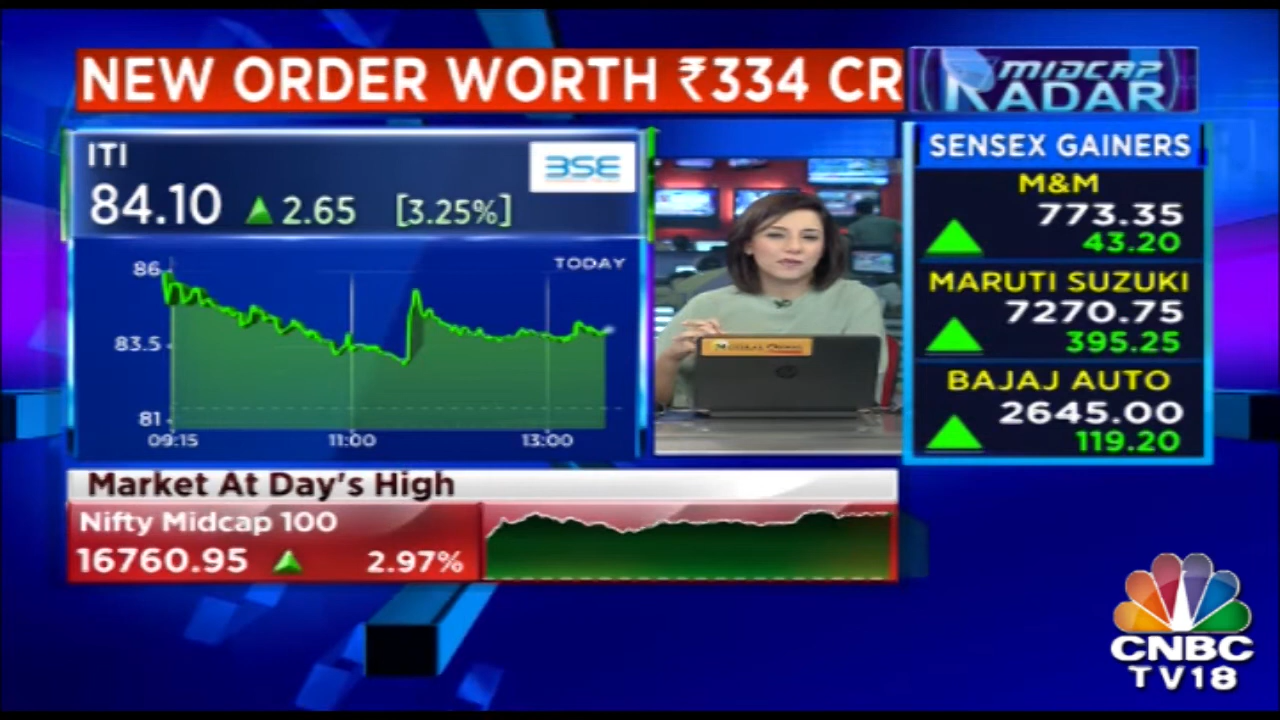 NEW ORDER WORTH ₹334 CR
MIDCAP
RADAR
ITI
BSE
84.10 ▲ 2.65 [3.25%]
TODAY
86
83.5
81
09:15 11:00 13:00
SENSEX GAINERS
M&M
773.35
▲ 43.20
MARUTI SUZUKI
7270.75
▲ 395.25
BAJAJ AUTO
2645.00
▲ 119.20
Market At Day's High
Nifty Midcap 100
16760.95 ▲ 2.97%
CNBC
TV18